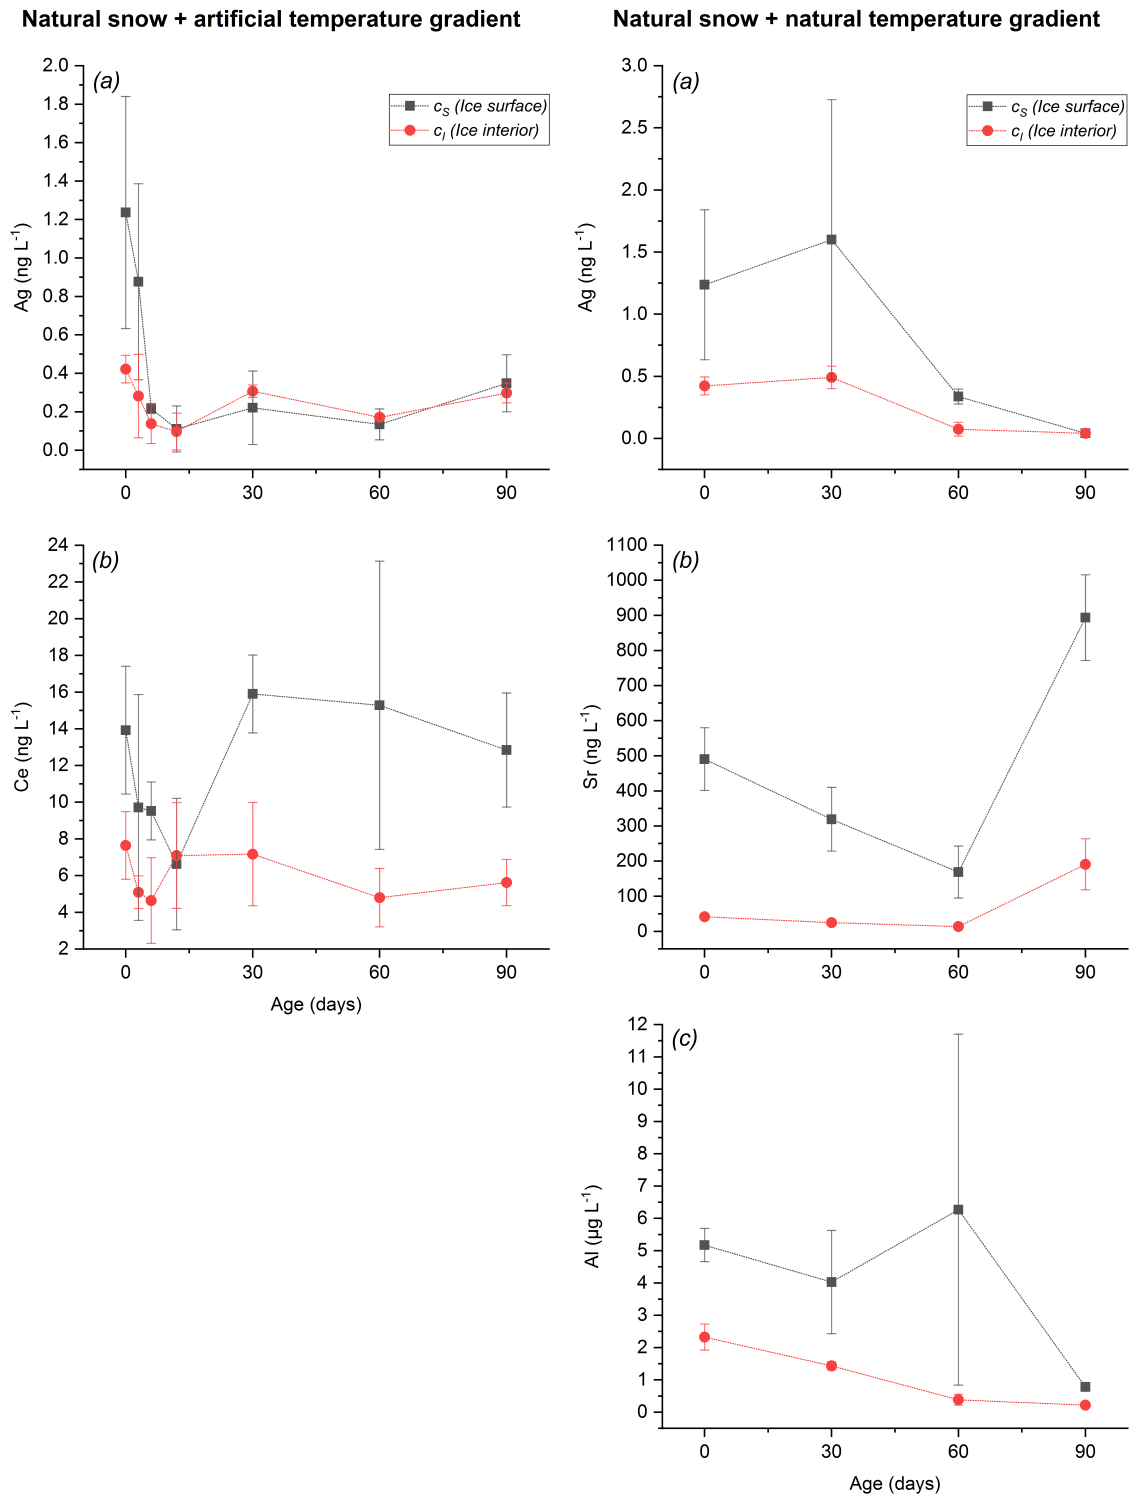 Natural snow + artificial temperature gradient
Natural snow + natural temperature gradient
(a)
c_S (Ice surface)
c_I (Ice interior)
Ag (ng L⁻¹)
2.0
1.8
1.6
1.4
1.2
1.0
0.8
0.6
0.4
0.2
0.0
0 30 60 90
(a)
c_S (Ice surface)
c_I (Ice interior)
Ag (ng L⁻¹)
3.0
2.5
2.0
1.5
1.0
0.5
0.0
0 30 60 90
(b)
Ce (ng L⁻¹)
24
22
20
18
16
14
12
10
8
6
4
2
0 30 60 90
Age (days)
(b)
Sr (ng L⁻¹)
1100
1000
900
800
700
600
500
400
300
200
100
0
0 30 60 90
(c)
Al (µg L⁻¹)
12
11
10
9
8
7
6
5
4
3
2
1
0
0 30 60 90
Age (days)